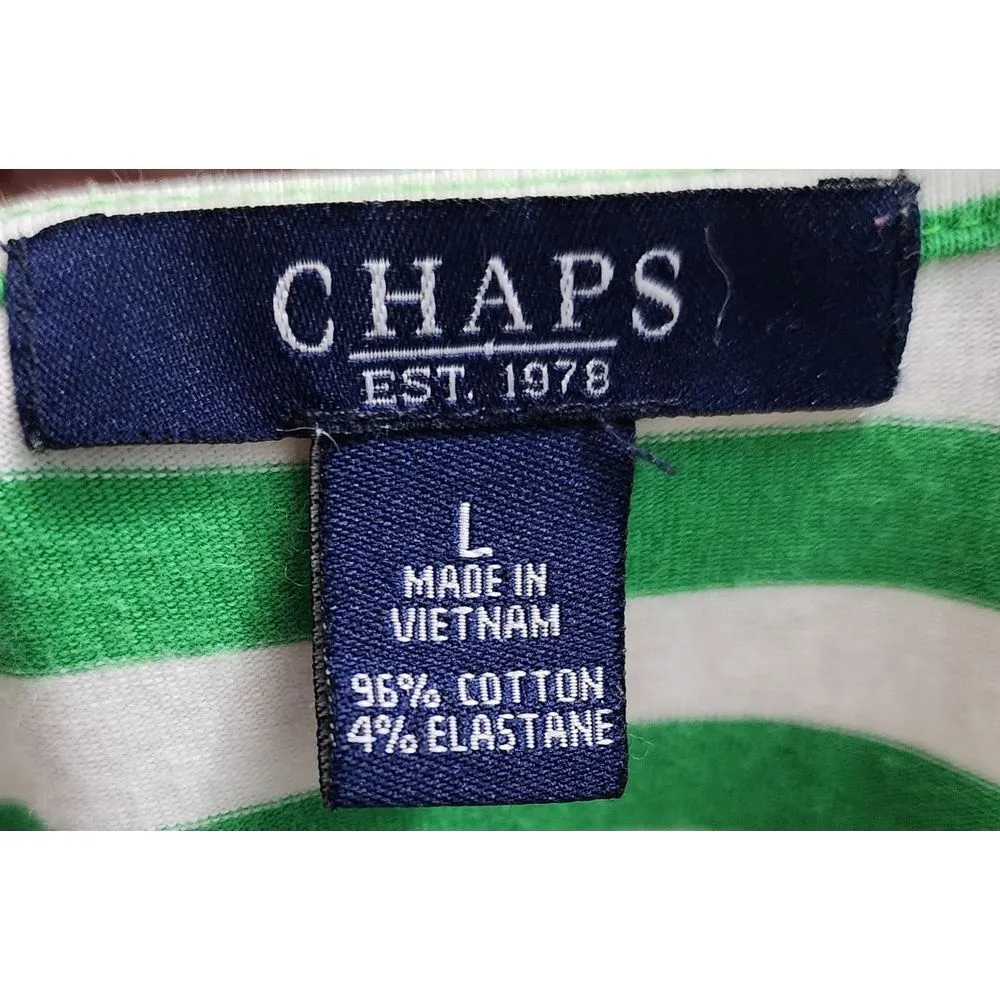 CHAPS
EST. 1978
L
MADE IN
VIETNAM
96% COTTON
4% ELASTANE